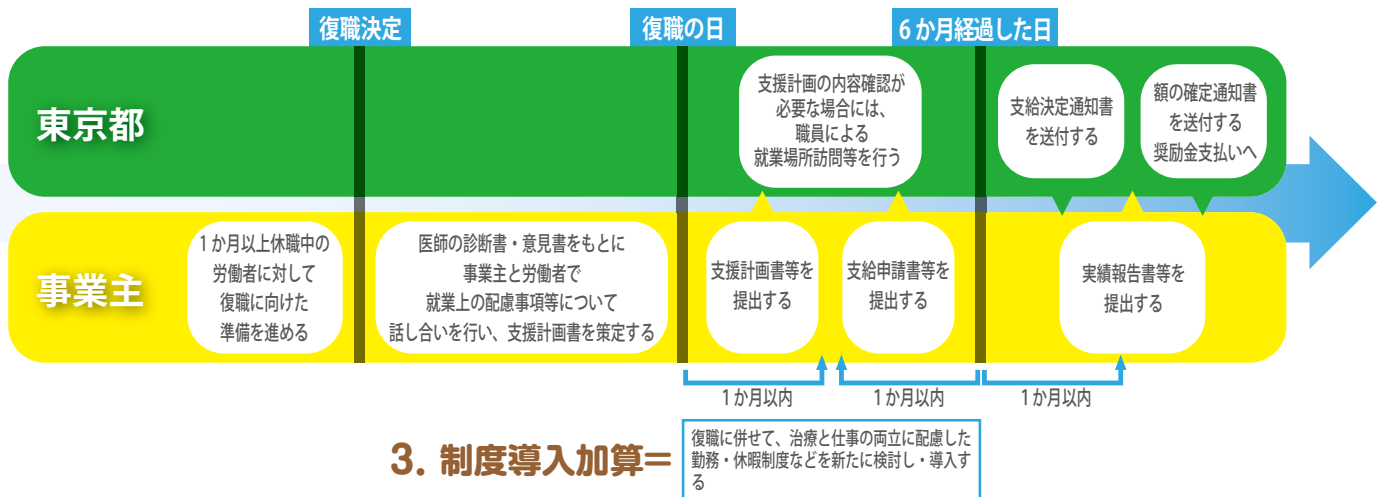 復職決定
復職の日
6か月経過した日
東京都
支援計画の内容確認が
必要な場合には、
職員による
就業場所訪問等を行う
支給決定通知書
を送付する
額の確定通知書
を送付する
奨励金支払いへ
事業主
1か月以上休職中の
労働者に対して
復職に向けた
準備を進める
医師の診断書・意見書をもとに
事業主と労働者で
就業上の配慮事項等について
話し合いを行い、支援計画書を策定する
支援計画書等を
提出する
支給申請書等を
提出する
実績報告書等を
提出する
1か月以内
1か月以内
1か月以内
3. 制度導入加算＝
復職に併せて、治療と仕事の両立に配慮した
勤務・休暇制度などを新たに検討し・導入す
る